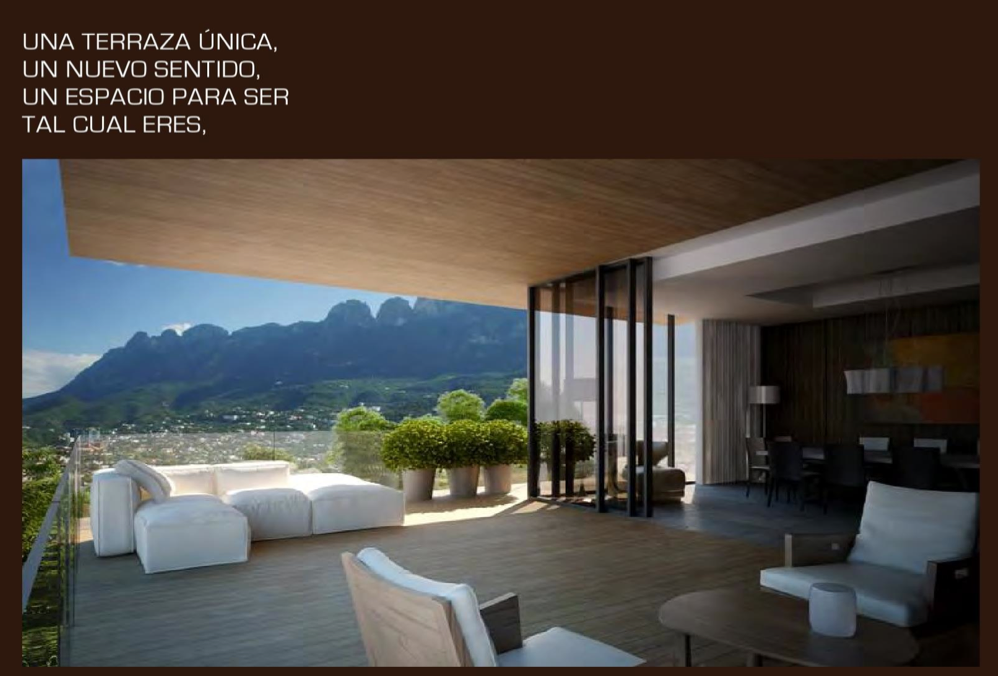 UNA TERRAZA ÚNICA,
UN NUEVO SENTIDO,
UN ESPACIO PARA SER
TAL CUAL ERES,